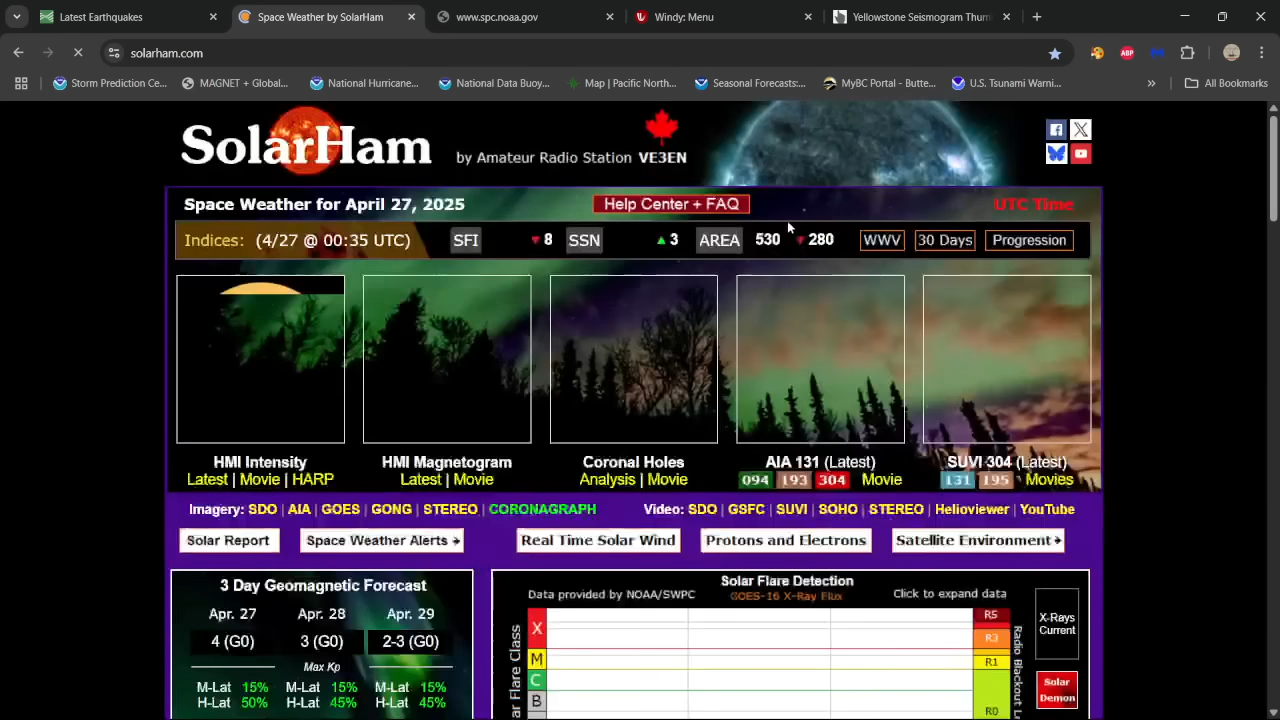 Latest Earthquakes
Space Weather by SolarHam
www.spc.noaa.gov
Windy: Menu
Yellowstone Seismogram Thum
solarham.com
ABP
Storm Prediction Ce...
MAGNET + Global...
National Hurricane...
National Data Buoy...
Map | Pacific North...
Seasonal Forecasts:...
MyBC Portal - Butte...
U.S. Tsunami Warni...
All Bookmarks
SolarHam
by Amateur Radio Station VE3EN
Space Weather for April 27, 2025
Help Center + FAQ
UTC Time
Indices: (4/27 @ 00:35 UTC)
SFI
8
SSN
3
AREA
530
280
WWV
30 Days
Progression
HMI Intensity
Latest | Movie | HARP
HMI Magnetogram
Latest | Movie
Coronal Holes
Analysis | Movie
AIA 131 (Latest)
094 193 304 Movie
SUVI 304 (Latest)
131 195 Movies
Imagery: SDO | AIA | GOES | GONG | STEREO | CORONAGRAPH
Video: SDO | GSFC | SUVI | SOHO | STEREO | Helioviewer | YouTube
Solar Report
Space Weather Alerts
Real Time Solar Wind
Protons and Electrons
Satellite Environment
3 Day Geomagnetic Forecast
Apr. 27 Apr. 28 Apr. 29
4 (G0) 3 (G0) 2-3 (G0)
Max Kp
M-Lat 15% M-Lat 15% M-Lat 15%
H-Lat 50% H-Lat 45% H-Lat 45%
Solar Flare Detection
Data provided by NOAA/SWPC
GOES-16 X-Ray Flux
Click to expand data
X
M
C
B
Flare Class
R5
R3
R1
R0
Radio Blackout
X-Rays
Current
Solar
Demon